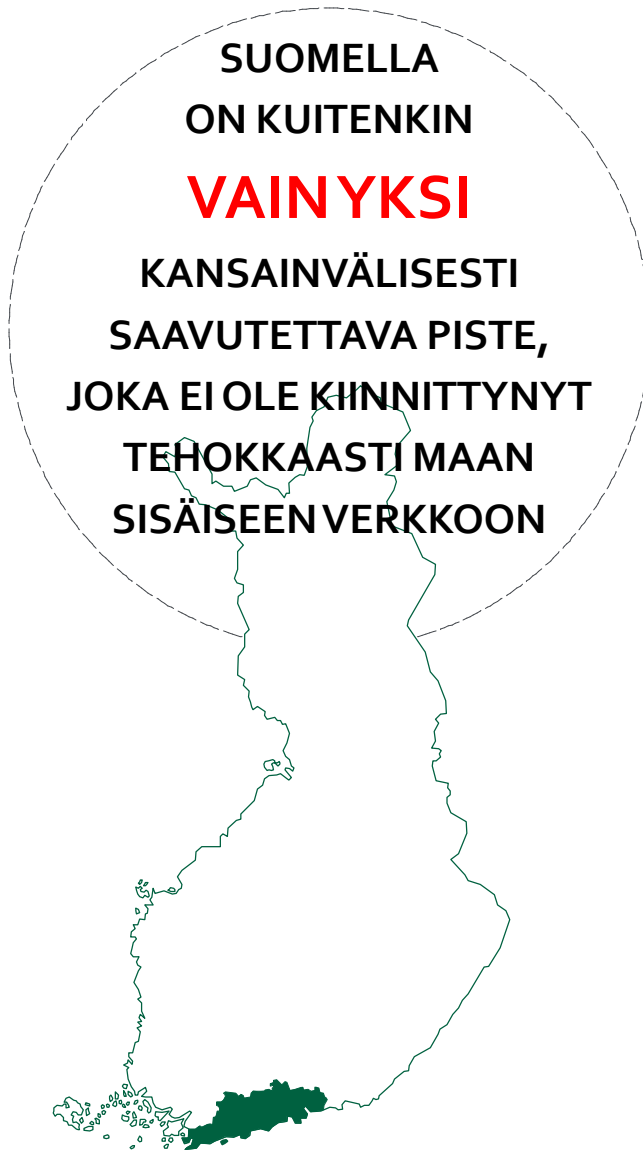 SUOMELLA
ON KUITENKIN
VAIN YKSI
KANSAINVÄLISESTI
SAAVUTETTAVA PISTE,
JOKA EI OLE KIINNITTYNYT
TEHOKKAASTI MAAN
SISÄISEEN VERKKOON